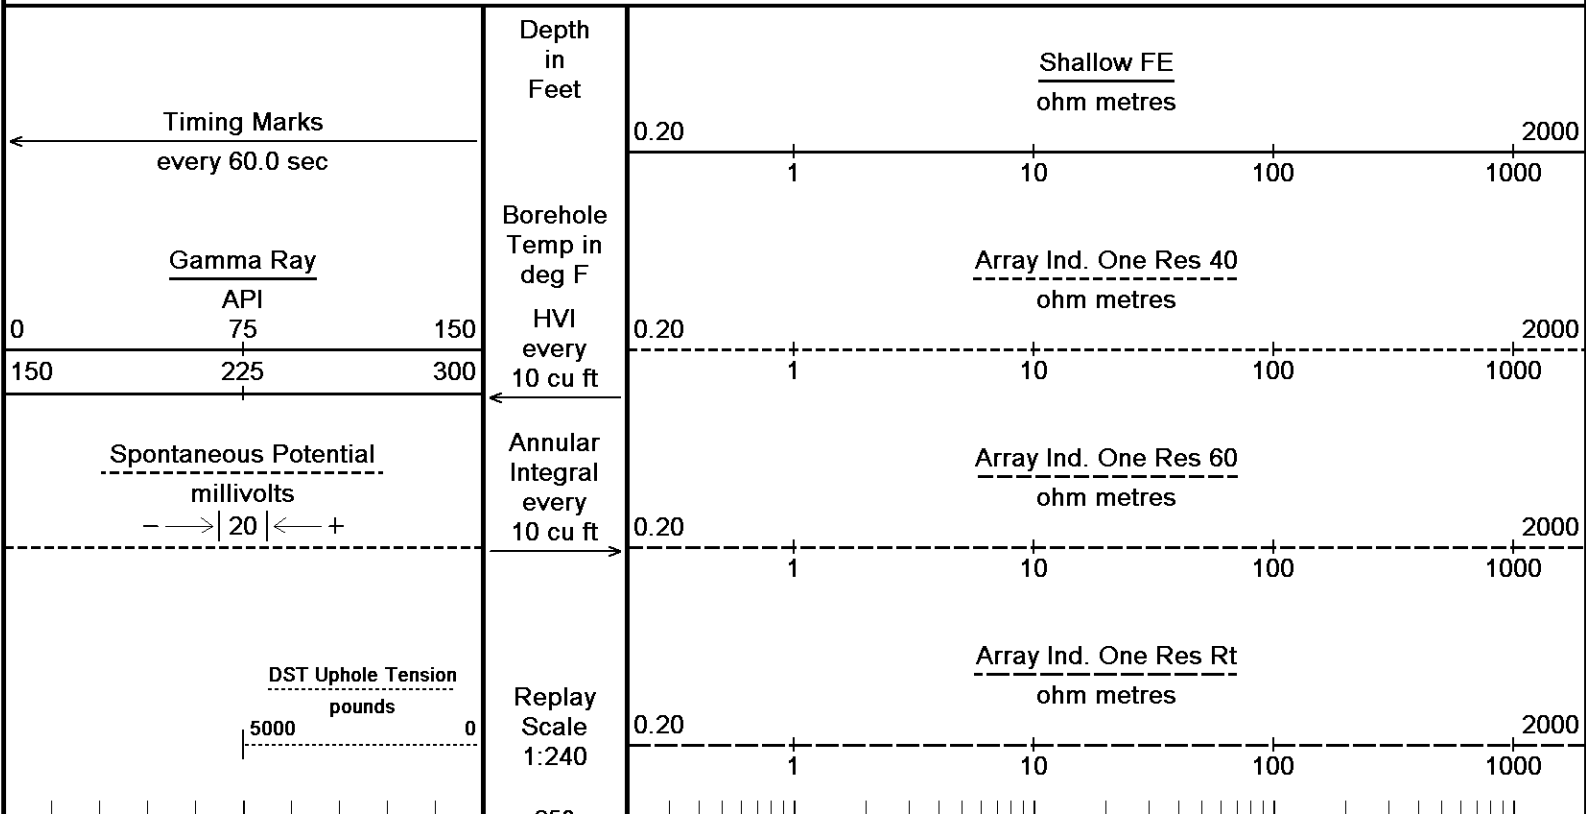 Timing Marks
every 60.0 sec
Gamma Ray
API
0 75 150
150 225 300
Spontaneous Potential
millivolts
− 20 +
DST Uphole Tension
pounds
5000 0
Depth
in
Feet
Borehole
Temp in
deg F
HVI
every
10 cu ft
Annular
Integral
every
10 cu ft
Replay
Scale
1:240
Shallow FE
ohm metres
0.20 2000
1 10 100 1000
Array Ind. One Res 40
ohm metres
0.20 2000
1 10 100 1000
Array Ind. One Res 60
ohm metres
0.20 2000
1 10 100 1000
Array Ind. One Res Rt
ohm metres
0.20 2000
1 10 100 1000